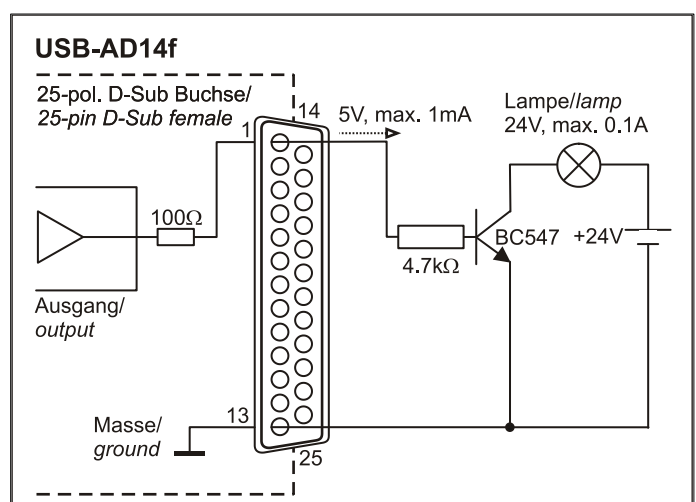 USB-AD14f
25-pol. D-Sub Buchse/
25-pin D-Sub female
1
14
5V, max. 1mA
Lampe/lamp
24V, max. 0.1A
100Ω
4.7kΩ
BC547
+24V
Ausgang/
output
Masse/
ground
13
25